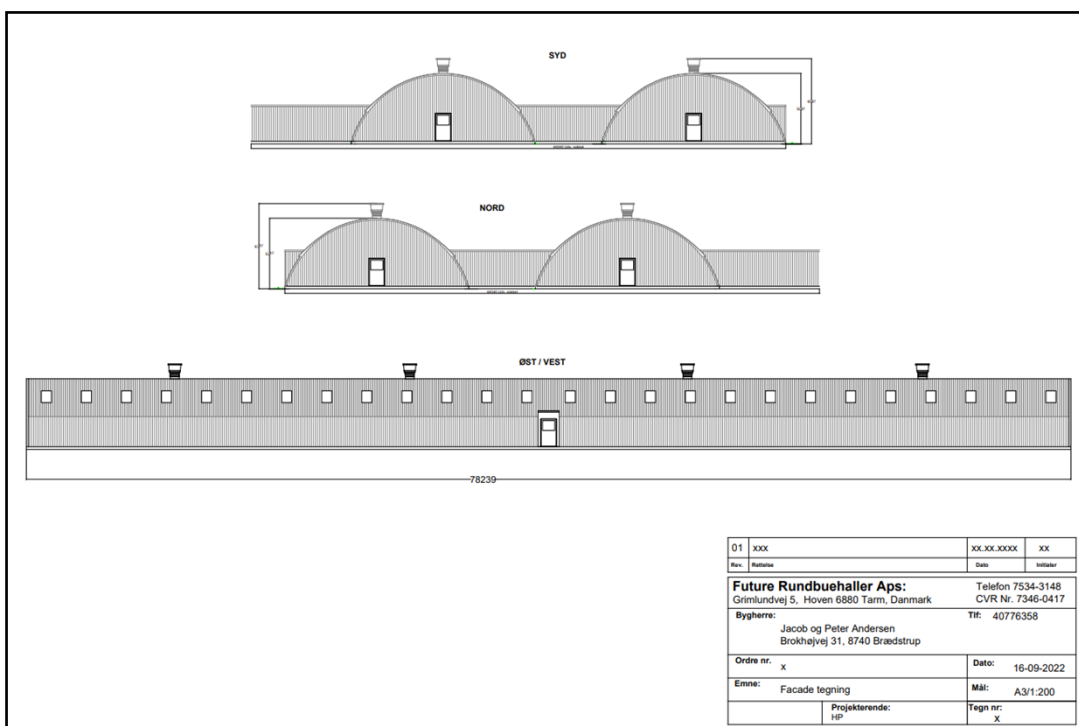 SYD
NORD
ØST / VEST
78239
01 xxx xx.xx.xxxx xx
Rev. Rettelse Dato Initialer
Future Rundbuehaller Aps: Telefon 7534-3148
Grimlundvej 5, Hoven 6880 Tarm, Danmark CVR Nr. 7346-0417
Bygherre: Tlf: 40776358
Jacob og Peter Andersen
Brokhøjvej 31, 8740 Brædstrup
Ordre nr. x Dato: 16-09-2022
Emne: Facade tegning Mål: A3/1:200
Projekterende: Tegn nr:
HP x